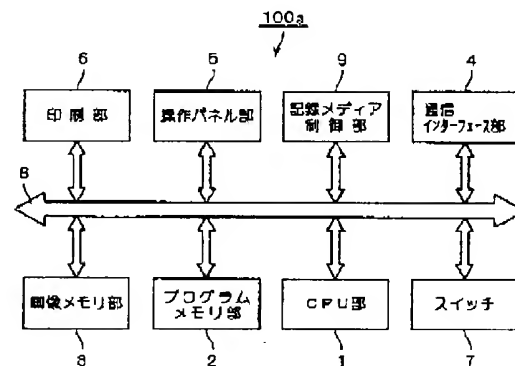 100a
6
5
9
4
印刷部
操作パネル部
記録メディア
制御部
通信
インターフェース部
8
画像メモリ部
プログラム
メモリ部
CPU部
スイッチ
3
2
1
7